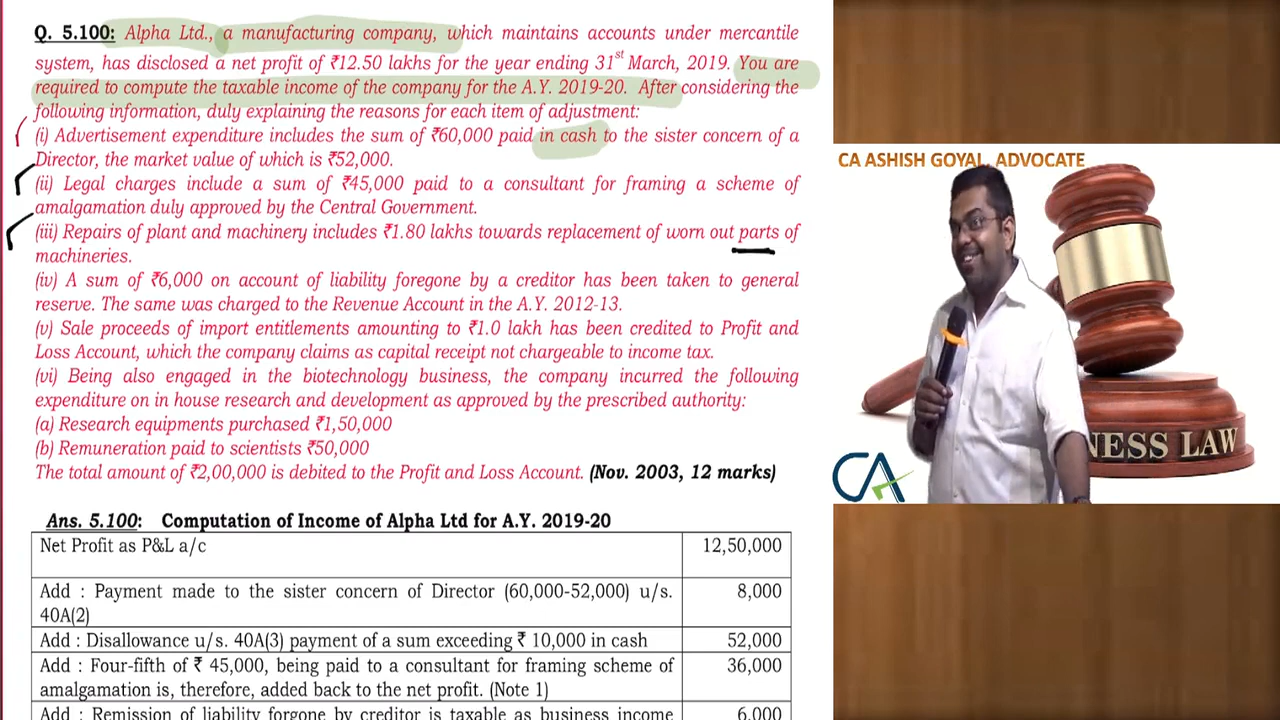 Q. 5.100: Alpha Ltd., a manufacturing company, which maintains accounts under mercantile
system, has disclosed a net profit of ₹12.50 lakhs for the year ending 31st March, 2019. You are
required to compute the taxable income of the company for the A.Y. 2019-20. After considering the
following information, duly explaining the reasons for each item of adjustment:
(i) Advertisement expenditure includes the sum of ₹60,000 paid in cash to the sister concern of a
Director, the market value of which is ₹52,000.
(ii) Legal charges include a sum of ₹45,000 paid to a consultant for framing a scheme of
amalgamation duly approved by the Central Government.
(iii) Repairs of plant and machinery includes ₹1.80 lakhs towards replacement of worn out parts of
machineries.
(iv) A sum of ₹6,000 on account of liability foregone by a creditor has been taken to general
reserve. The same was charged to the Revenue Account in the A.Y. 2012-13.
(v) Sale proceeds of import entitlements amounting to ₹1.0 lakh has been credited to Profit and
Loss Account, which the company claims as capital receipt not chargeable to income tax.
(vi) Being also engaged in the biotechnology business, the company incurred the following
expenditure on in house research and development as approved by the prescribed authority:
(a) Research equipments purchased ₹1,50,000
(b) Remuneration paid to scientists ₹50,000
The total amount of ₹2,00,000 is debited to the Profit and Loss Account. (Nov. 2003, 12 marks)
Ans. 5.100: Computation of Income of Alpha Ltd for A.Y. 2019-20
Net Profit as P&L a/c 12,50,000
Add : Payment made to the sister concern of Director (60,000-52,000) u/s. 8,000
40A(2)
Add : Disallowance u/s. 40A(3) payment of a sum exceeding ₹ 10,000 in cash 52,000
Add : Four-fifth of ₹ 45,000, being paid to a consultant for framing scheme of 36,000
amalgamation is, therefore, added back to the net profit. (Note 1)
Add : Remission of liability forgone by creditor is taxable as business income 6,000
CA ASHISH GOYAL, ADVOCATE
NESS LAW
CA